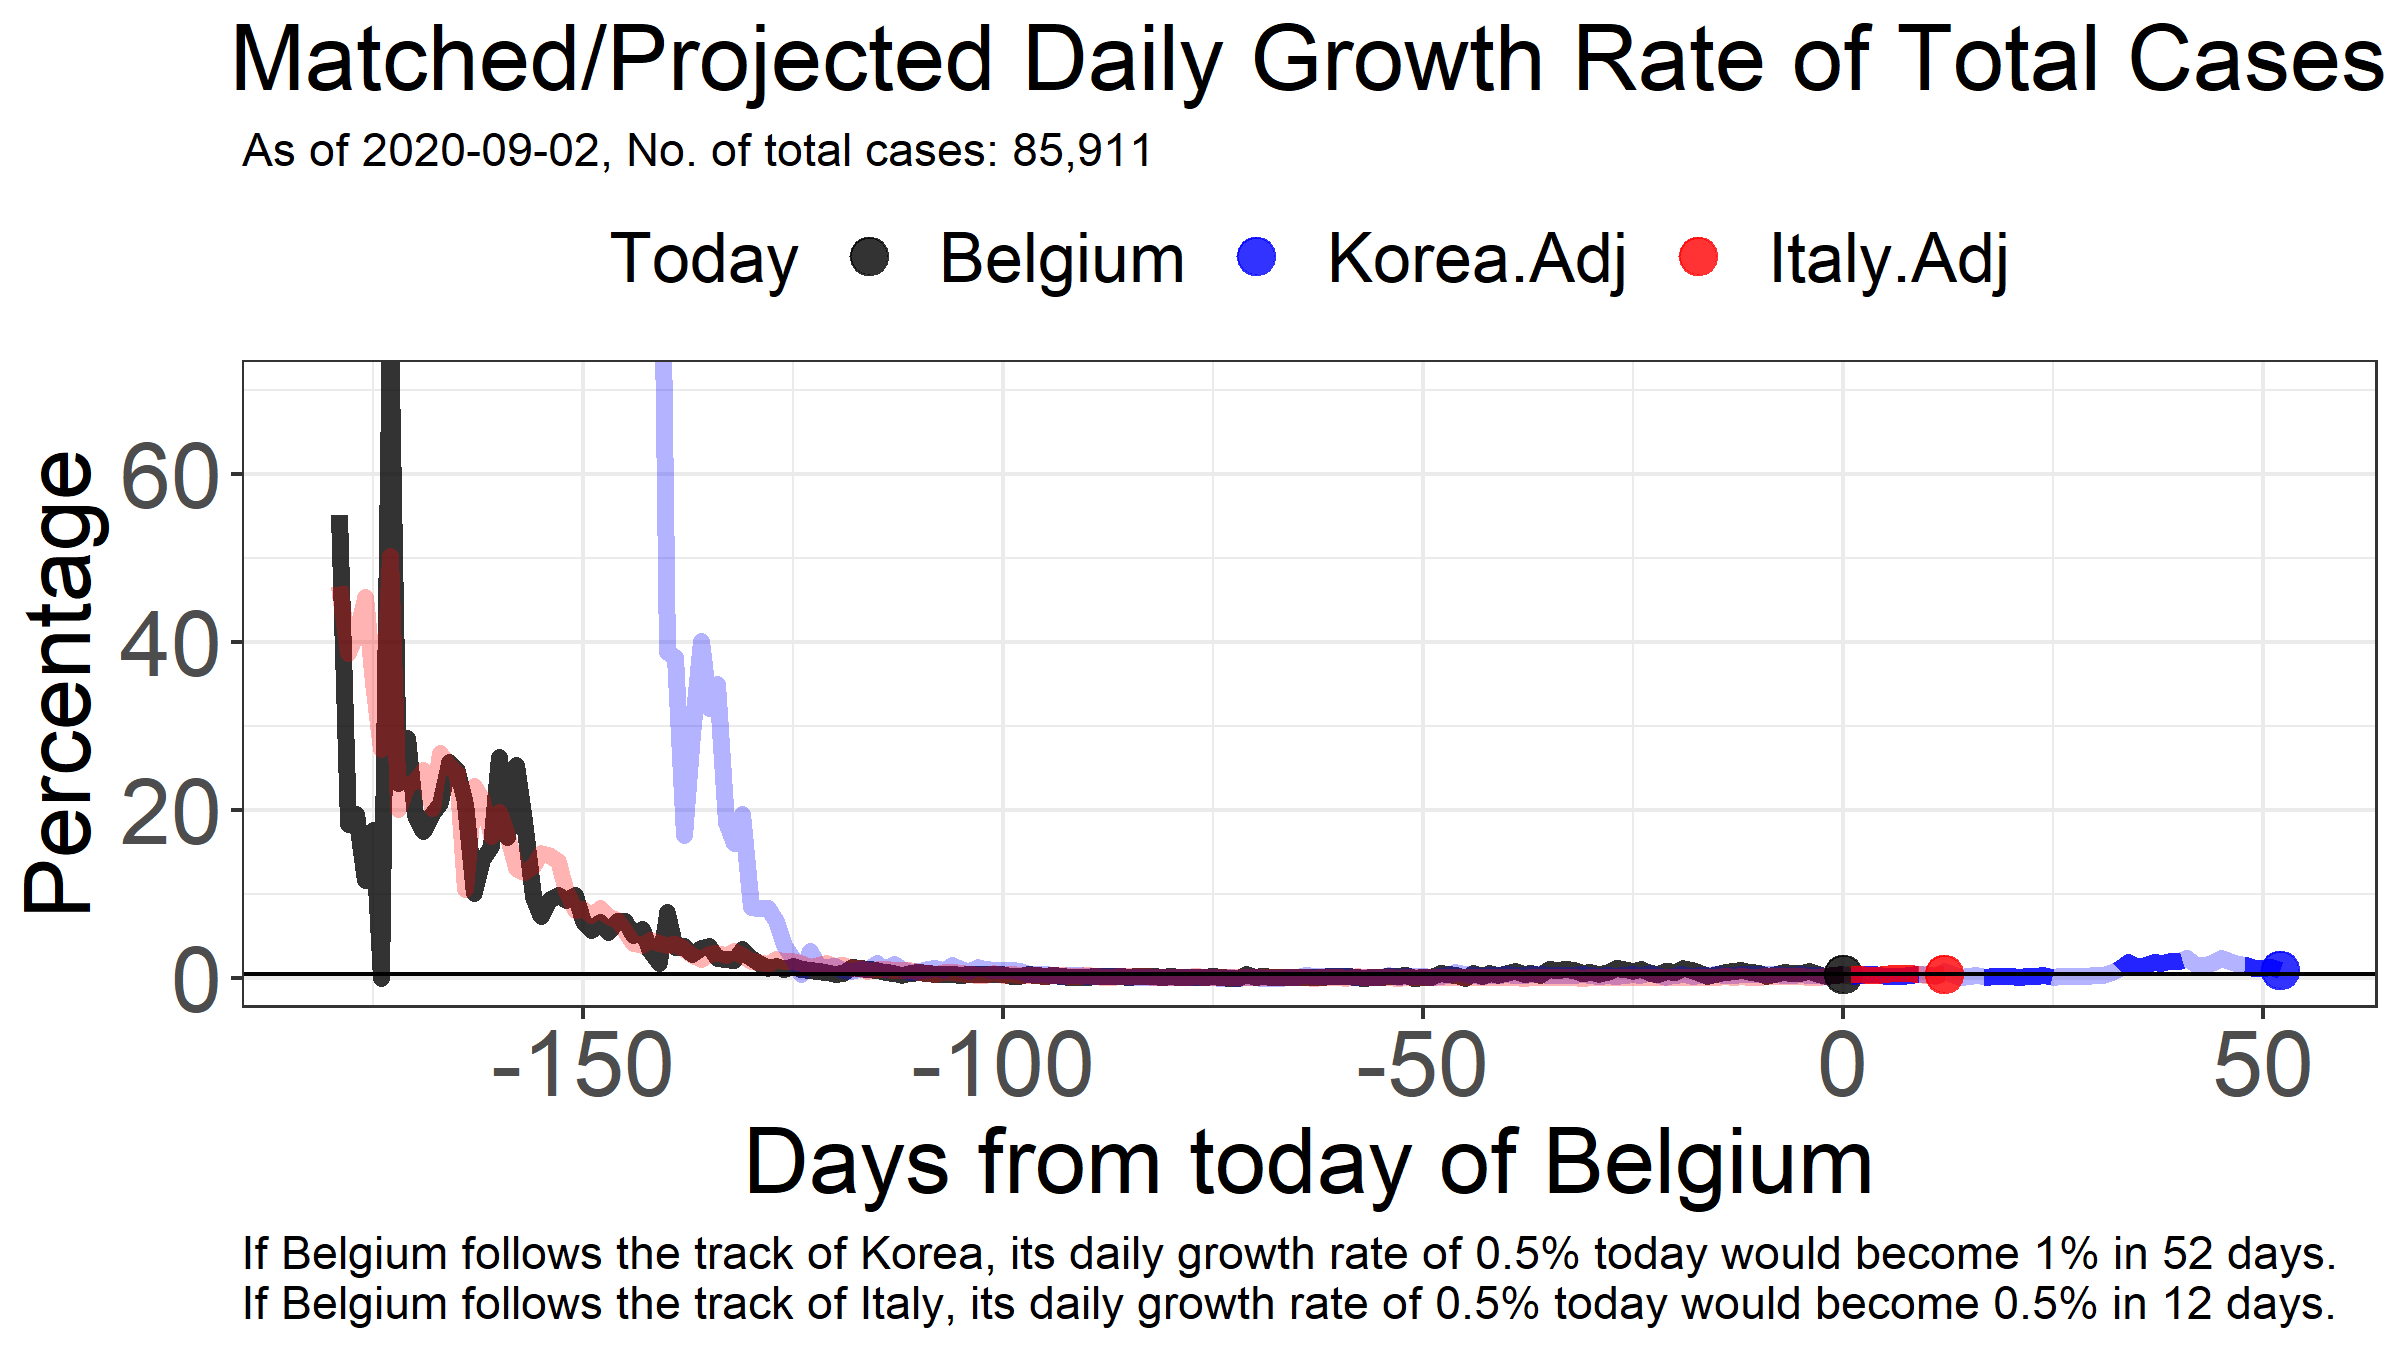 Matched/Projected Daily Growth Rate of Total Cases
As of 2020-09-02, No. of total cases: 85,911
Today Belgium Korea.Adj Italy.Adj
Percentage
60
40
20
0
-150 -100 -50 0 50
Days from today of Belgium
If Belgium follows the track of Korea, its daily growth rate of 0.5% today would become 1% in 52 days.
If Belgium follows the track of Italy, its daily growth rate of 0.5% today would become 0.5% in 12 days.